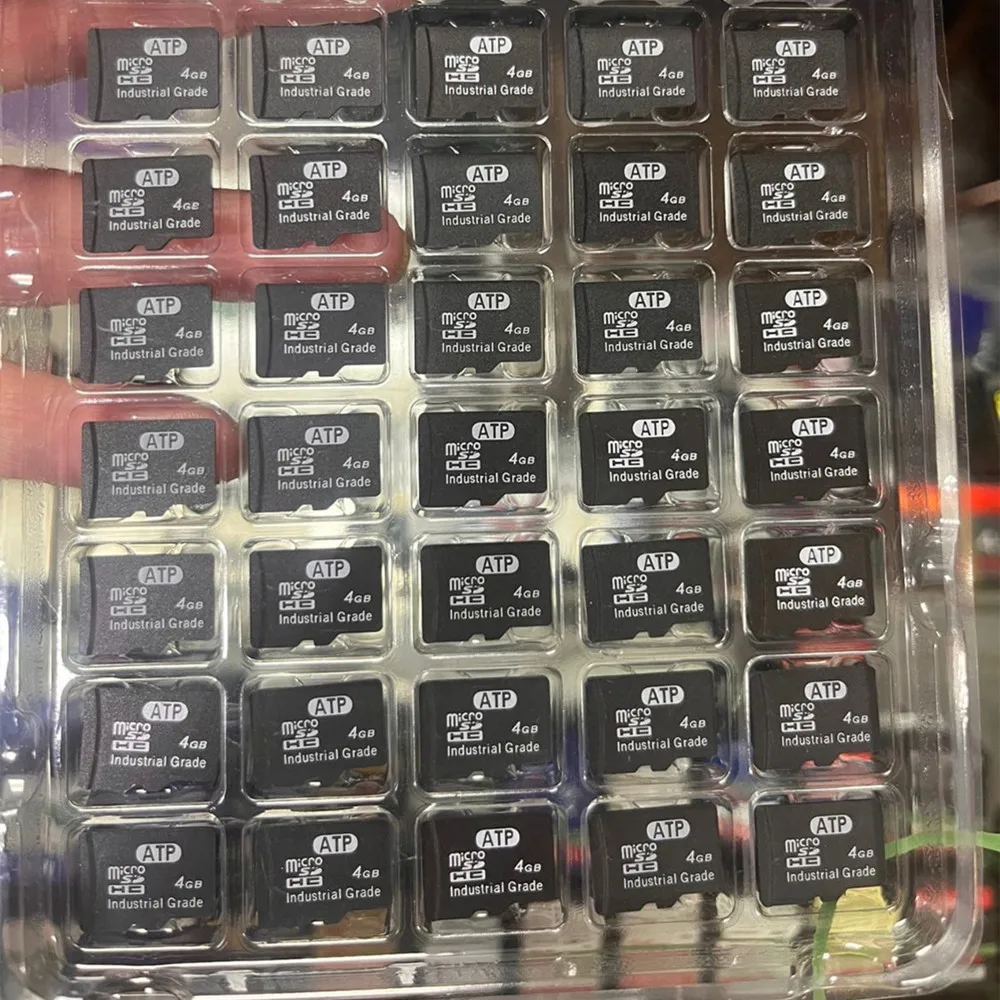 ATP ATP ATP ATP ATP
micro micro micro micro micro
SD 4GB SD 4GB SD 4GB SD 4GB SD 4GB
HC HC HC HC HC
Industrial Grade Industrial Grade Industrial Grade Industrial Grade Industrial Grade
ATP ATP ATP ATP ATP
micro micro micro micro micro
SD 4GE SD 4GB SD 4GB SD 4GB SD 4GB
HC HC HC HC HC
Industrial Grade Industrial Grade Industrial Grade Industrial Grade Industrial Grade
ATP ATP ATP ATP ATP
micro micro micro micro micro
SD 4GB SD 4GB SD 4GB SD 4GB SD 4GB
HC HC HC HC HC
Industrial Grade Industrial Grade Industrial Grade Industrial Grade Industrial Grade
ATP ATP ATP ATP ATP
micro micro micro micro micro
SD 4GB SD 4GB SD 4GB SD 4GB SD 4GB
HC HC HC HC HC
Industrial Grade Industrial Grade Industrial Grade Industrial Grade Industrial Grade
ATP ATP ATP ATP ATP
micro micro micro micro micro
SD 4GB SD 4GB SD 4GB SD 4GB SD 4GB
HC HC HC HC HC
Industrial Grade Industrial Grade Industrial Grade Industrial Grade Industrial Grade
ATP ATP ATP ATP ATP
micro micro micro micro micro
SD 4GB SD 4GB SD 4GB SD 4GB SD 4GB
HC HC HC HC HC
Industrial Grade Industrial Grade Industrial Grade Industrial Grade Industrial Grade
ATP ATP ATP ATP ATP
micro micro micro micro micro
SD 4GB SD 4GB SD 4GB SD 4GB SD 4GB
HC HC HC HC HC
Industrial Grade Industrial Grade Industrial Grade Industrial Grade Industrial Grade